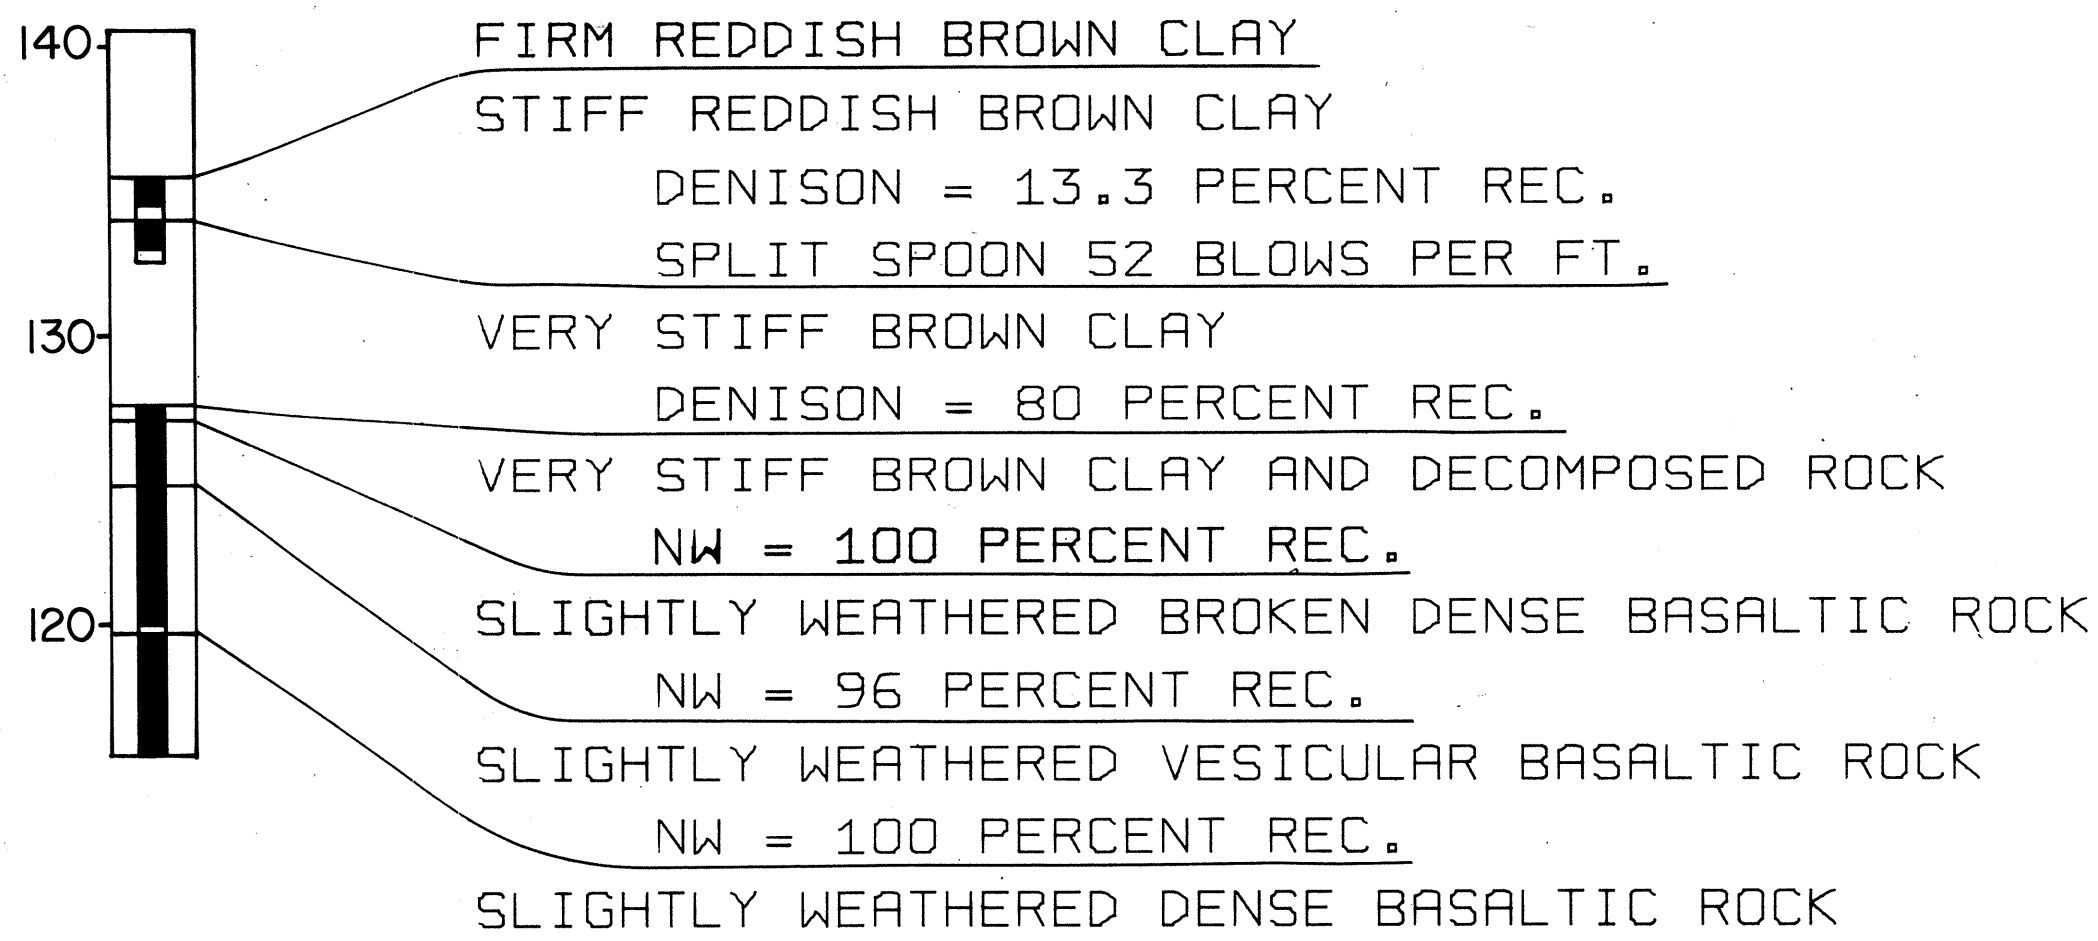 140
FIRM REDDISH BROWN CLAY
STIFF REDDISH BROWN CLAY
DENISON = 13.3 PERCENT REC.
SPLIT SPOON 52 BLOWS PER FT.
130
VERY STIFF BROWN CLAY
DENISON = 80 PERCENT REC.
VERY STIFF BROWN CLAY AND DECOMPOSED ROCK
NW = 100 PERCENT REC.
120
SLIGHTLY WEATHERED BROKEN DENSE BASALTIC ROCK
NW = 96 PERCENT REC.
SLIGHTLY WEATHERED VESICULAR BASALTIC ROCK
NW = 100 PERCENT REC.
SLIGHTLY WEATHERED DENSE BASALTIC ROCK